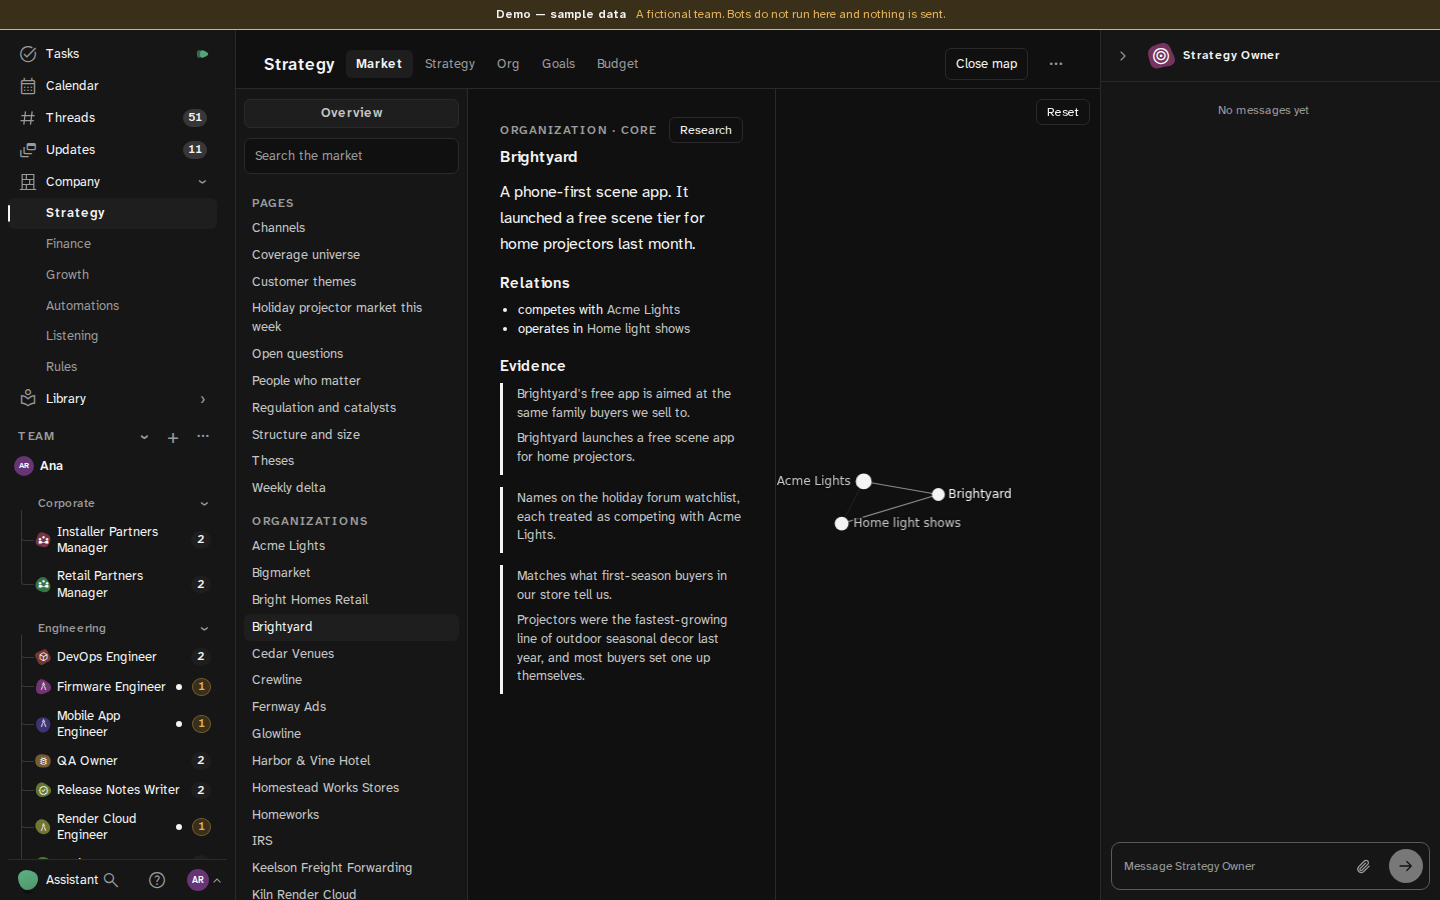 Demo — sample data A fictional team. Bots do not run here and nothing is sent.
Tasks
Calendar
Threads 51
Updates 11
Company
Strategy
Finance
Growth
Automations
Listening
Rules
Library
TEAM
AR Ana
Corporate
Installer Partners
Manager 2
Retail Partners
Manager 2
Engineering
DevOps Engineer 2
Firmware Engineer 1
Mobile App
Engineer 1
QA Owner 2
Release Notes Writer 2
Render Cloud
Engineer 1
Assistant AR
Strategy Market Strategy Org Goals Budget Close map
Overview
Search the market
PAGES
Channels
Coverage universe
Customer themes
Holiday projector market this
week
Open questions
People who matter
Regulation and catalysts
Structure and size
Theses
Weekly delta
ORGANIZATIONS
Acme Lights
Bigmarket
Bright Homes Retail
Brightyard
Cedar Venues
Crewline
Fernway Ads
Glowline
Harbor & Vine Hotel
Homestead Works Stores
Homeworks
IRS
Keelson Freight Forwarding
Kiln Render Cloud
ORGANIZATION · CORE Research
Brightyard
A phone-first scene app. It
launched a free scene tier for
home projectors last month.
Relations
• competes with Acme Lights
• operates in Home light shows
Evidence
Brightyard's free app is aimed at the
same family buyers we sell to.
Brightyard launches a free scene app
for home projectors.
Names on the holiday forum watchlist,
each treated as competing with Acme
Lights.
Matches what first-season buyers in
our store tell us.
Projectors were the fastest-growing
line of outdoor seasonal decor last
year, and most buyers set one up
themselves.
Reset
Acme Lights
Brightyard
Home light shows
Strategy Owner
No messages yet
Message Strategy Owner